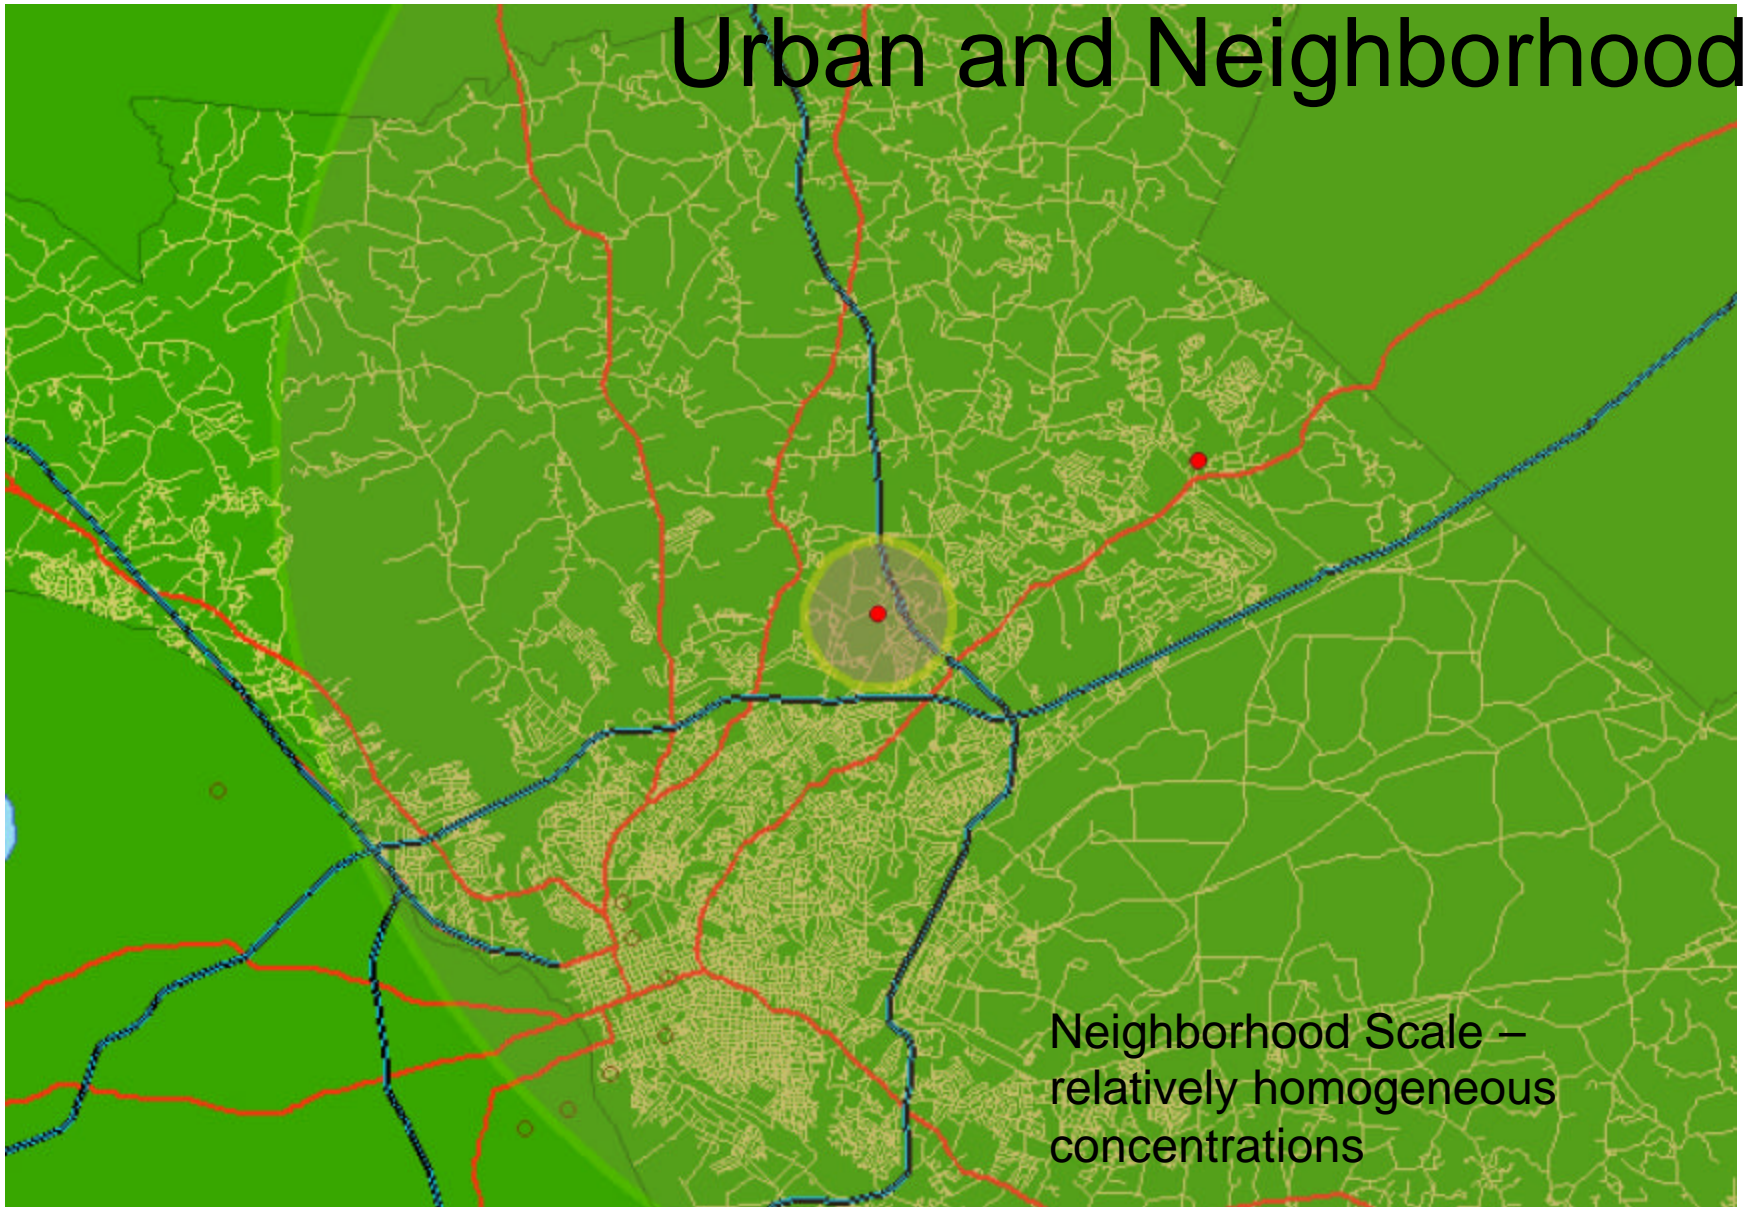 Urban and Neighborhood
Neighborhood Scale –
relatively homogeneous
concentrations